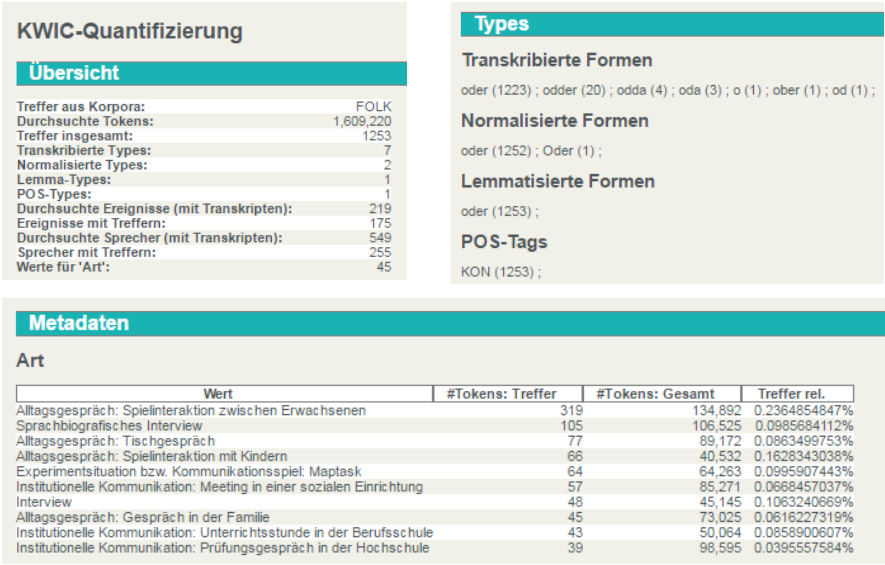 KWIC-Quantifizierung
Übersicht
Treffer aus Korpora: FOLK
Durchsuchte Tokens: 1,609,220
Treffer insgesamt: 1253
Transkribierte Types: 7
Normalisierte Types: 2
Lemma-Types: 1
POS-Types: 1
Durchsuchte Ereignisse (mit Transkripten): 219
Ereignisse mit Treffern: 175
Durchsuchte Sprecher (mit Transkripten): 549
Sprecher mit Treffern: 255
Werte für 'Art': 45
Types
Transkribierte Formen
oder (1223) ; odder (20) ; odda (4) ; oda (3) ; o (1) ; ober (1) ; od (1) ;
Normalisierte Formen
oder (1252) ; Oder (1) ;
Lemmatisierte Formen
oder (1253) ;
POS-Tags
KON (1253) ;
Metadaten
Art
Wert #Tokens: Treffer #Tokens: Gesamt Treffer rel.
Alltagsgespräch: Spielinteraktion zwischen Erwachsenen 319 134,892 0.2364854847%
Sprachbiografisches Interview 105 106,525 0.0985684112%
Alltagsgespräch: Tischgespräch 77 89,172 0.0863499753%
Alltagsgespräch: Spielinteraktion mit Kindern 66 40,532 0.1628343038%
Experimentsituation bzw. Kommunikationsspiel: Maptask 64 64,263 0.0995907443%
Institutionelle Kommunikation: Meeting in einer sozialen Einrichtung 57 85,271 0.0668457037%
Interview 48 45,145 0.1063240669%
Alltagsgespräch: Gespräch in der Familie 45 73,025 0.0616227319%
Institutionelle Kommunikation: Unterrichtsstunde in der Berufsschule 43 50,064 0.0858900607%
Institutionelle Kommunikation: Prüfungsgespräch in der Hochschule 39 98,595 0.0395557584%